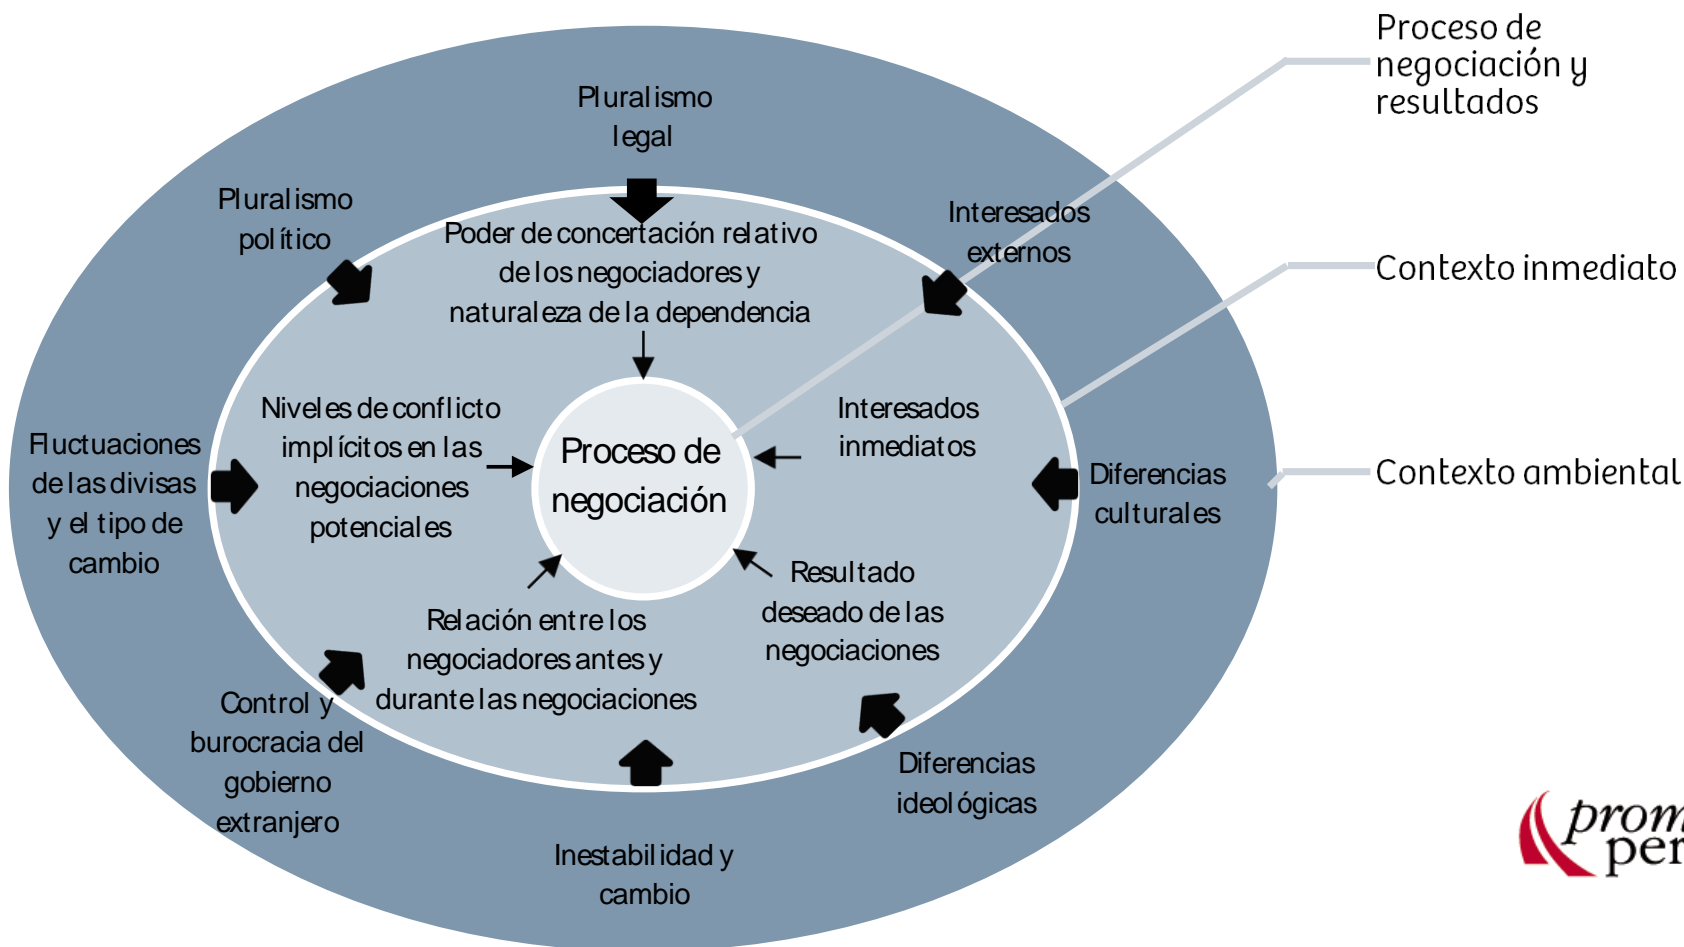 Proceso de
negociación y
resultados
Contexto inmediato
Contexto ambiental
Pluralismo
legal
Pluralismo
político
Interesados
externos
Poder de concertación relativo
de los negociadores y
naturaleza de la dependencia
Niveles de conflicto
implícitos en las
negociaciones
potenciales
Interesados
inmediatos
Proceso de
negociación
Fluctuaciones
de las divisas
y el tipo de
cambio
Diferencias
culturales
Resultado
deseado de las
negociaciones
Relación entre los
negociadores antes y
durante las negociaciones
Control y
burocracia del
gobierno
extranjero
Diferencias
ideológicas
Inestabilidad y
cambio